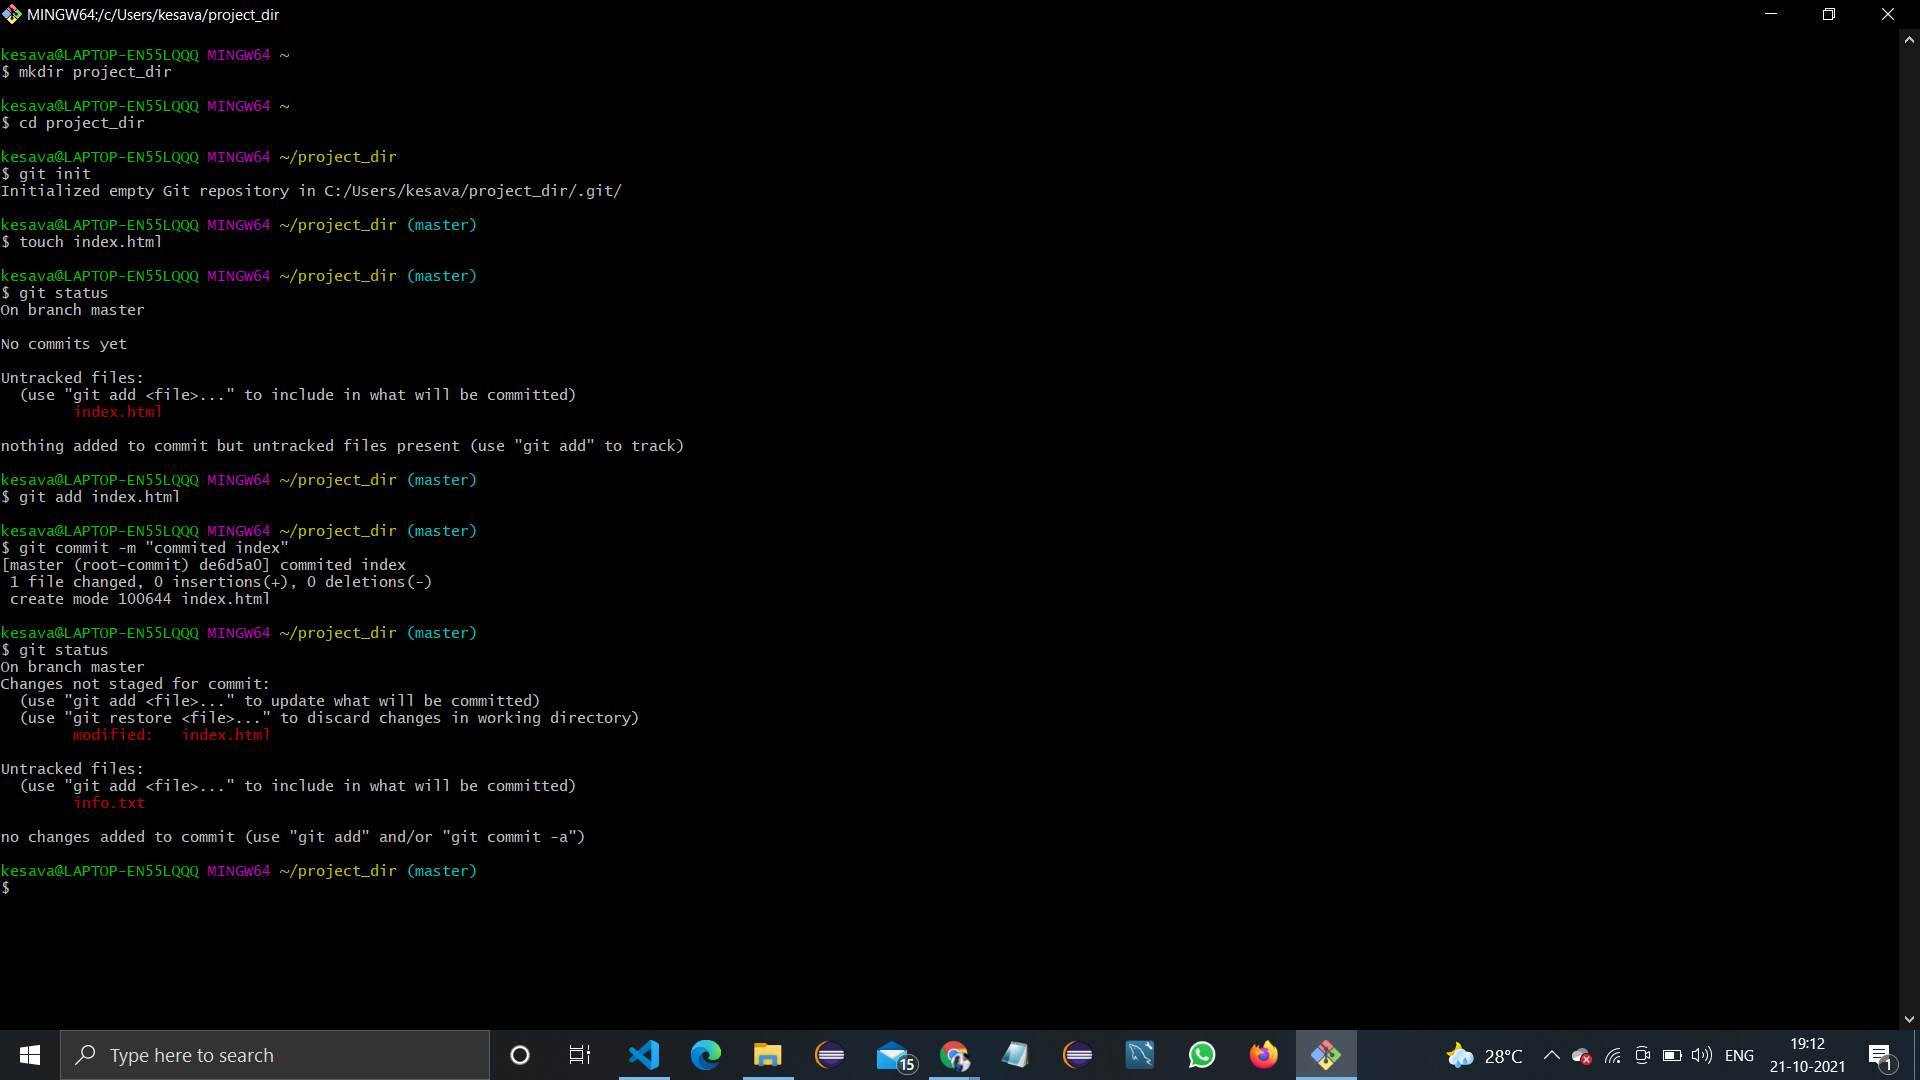 MINGW64:/c/Users/kesava/project_dir
kesava@LAPTOP-EN55LQQQ MINGW64 ~
$ mkdir project_dir
kesava@LAPTOP-EN55LQQQ MINGW64 ~
$ cd project_dir
kesava@LAPTOP-EN55LQQQ MINGW64 ~/project_dir
$ git init
Initialized empty Git repository in C:/Users/kesava/project_dir/.git/
kesava@LAPTOP-EN55LQQQ MINGW64 ~/project_dir (master)
$ touch index.html
kesava@LAPTOP-EN55LQQQ MINGW64 ~/project_dir (master)
$ git status
On branch master
No commits yet
Untracked files:
  (use "git add <file>..." to include in what will be committed)
        index.html
nothing added to commit but untracked files present (use "git add" to track)
kesava@LAPTOP-EN55LQQQ MINGW64 ~/project_dir (master)
$ git add index.html
kesava@LAPTOP-EN55LQQQ MINGW64 ~/project_dir (master)
$ git commit -m "commited index"
[master (root-commit) de6d5a0] commited index
 1 file changed, 0 insertions(+), 0 deletions(-)
 create mode 100644 index.html
kesava@LAPTOP-EN55LQQQ MINGW64 ~/project_dir (master)
$ git status
On branch master
Changes not staged for commit:
  (use "git add <file>..." to update what will be committed)
  (use "git restore <file>..." to discard changes in working directory)
        modified:   index.html
Untracked files:
  (use "git add <file>..." to include in what will be committed)
        info.txt
no changes added to commit (use "git add" and/or "git commit -a")
kesava@LAPTOP-EN55LQQQ MINGW64 ~/project_dir (master)
$
Type here to search
15
28°C
ENG
19:12
21-10-2021
1